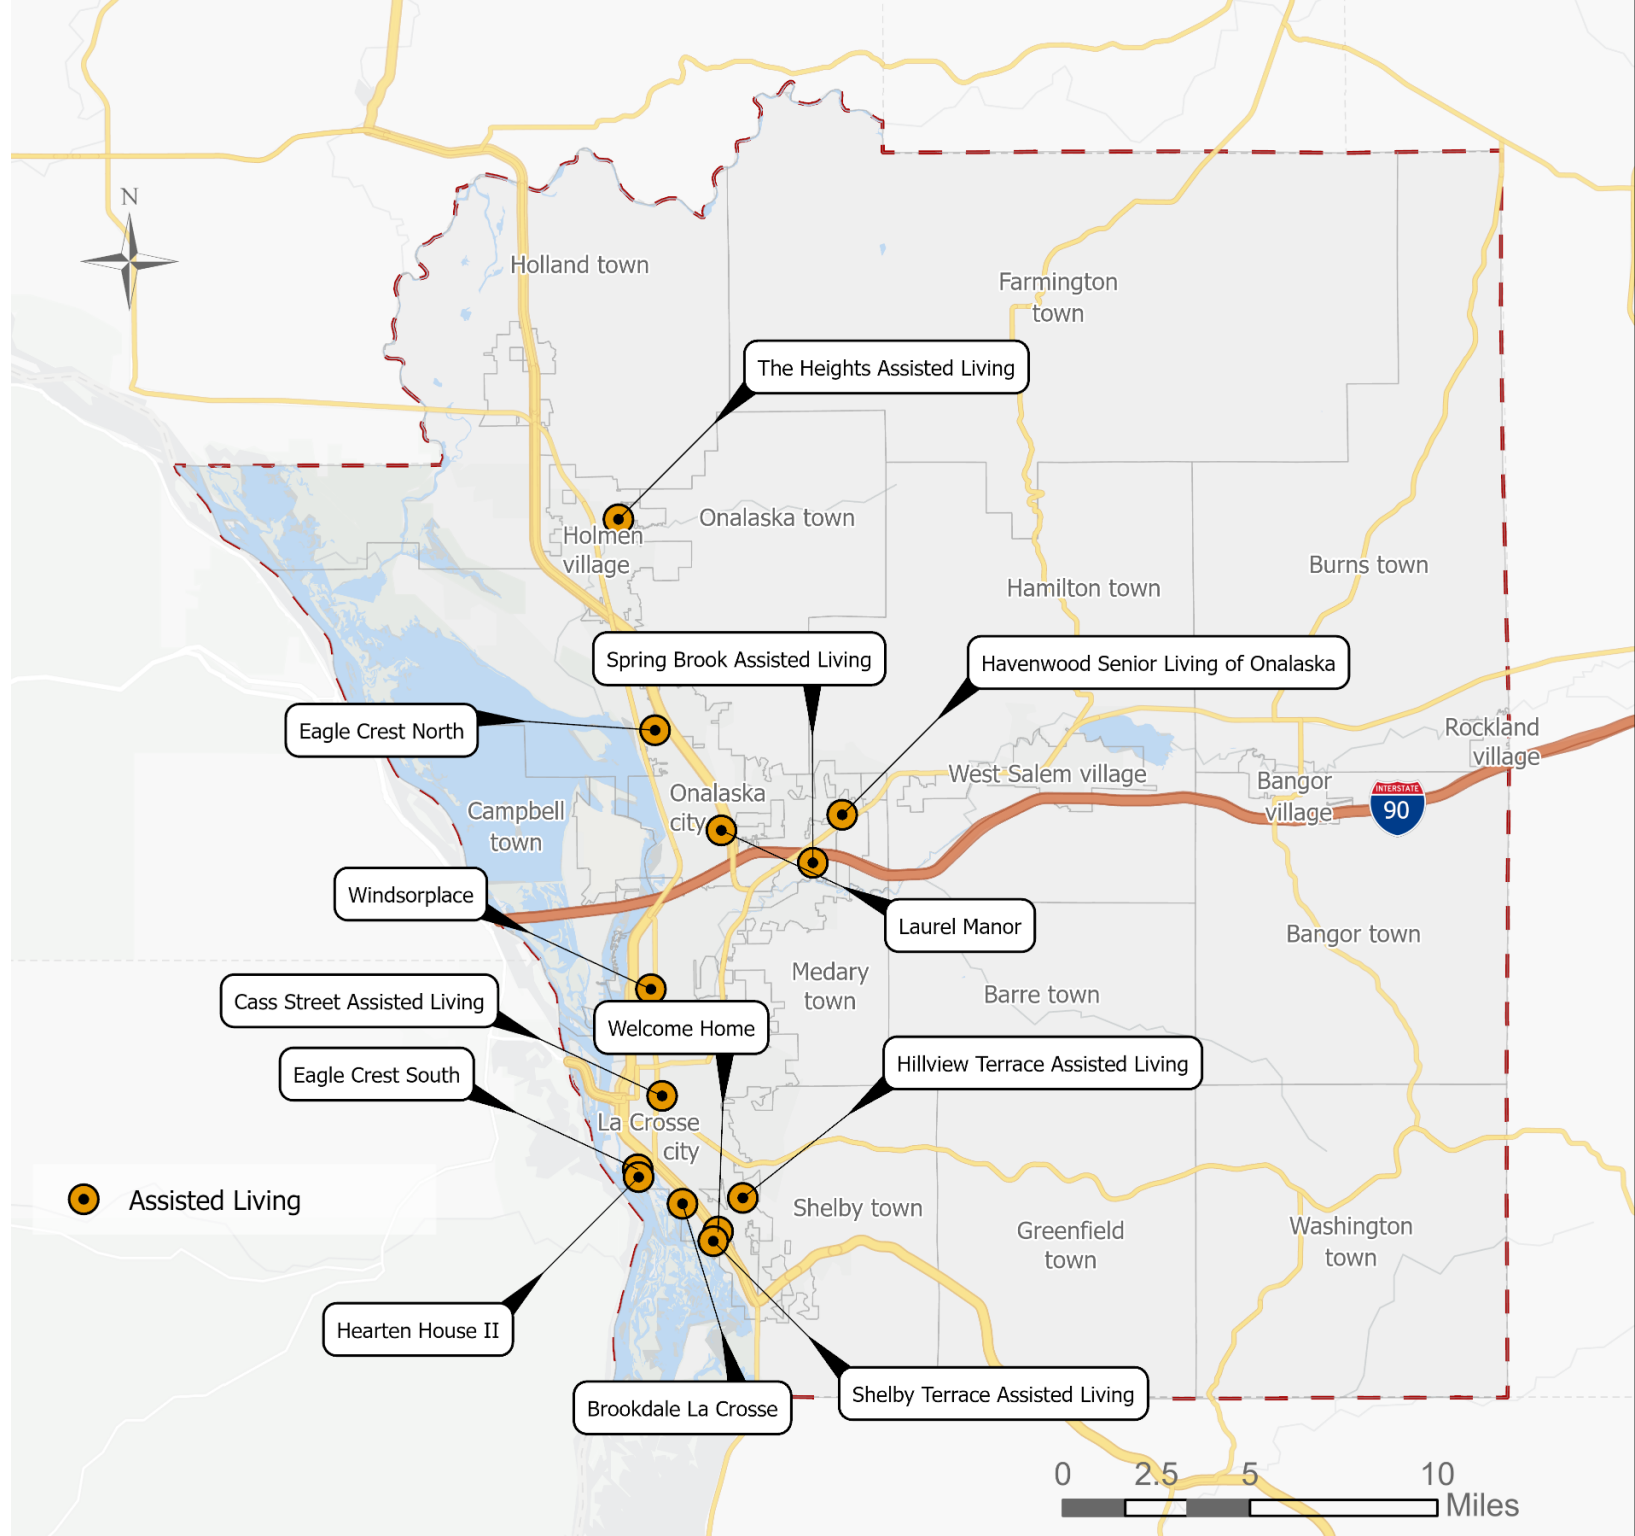 N
Holland town
Farmington
town
The Heights Assisted Living
Onalaska town
Holmen
village
Burns town
Hamilton town
Spring Brook Assisted Living
Havenwood Senior Living of Onalaska
Eagle Crest North
Rockland
village
West Salem village
Bangor
village
INTERSTATE
90
Onalaska
city
Campbell
town
Windsorplace
Laurel Manor
Bangor town
Medary
town
Barre town
Cass Street Assisted Living
Welcome Home
Eagle Crest South
Hillview Terrace Assisted Living
La Crosse
city
Assisted Living
Shelby town
Greenfield
town
Washington
town
Hearten House II
Brookdale La Crosse
Shelby Terrace Assisted Living
0 2.5 5 10
Miles